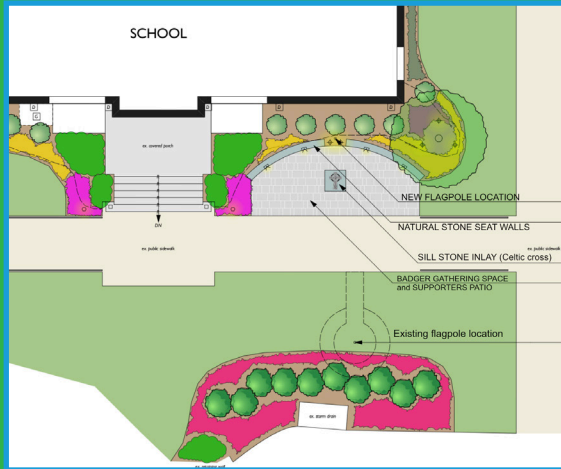 SCHOOL
D
D
D
D
D
ex. covered porch
NEW FLAGPOLE LOCATION
NATURAL STONE SEAT WALLS
DN
ex. public sidewalk
ex. public sidewalk
SILL STONE INLAY (Celtic cross)
BADGER GATHERING SPACE
and SUPPORTERS PATIO
Existing flagpole location
ex. storm drain